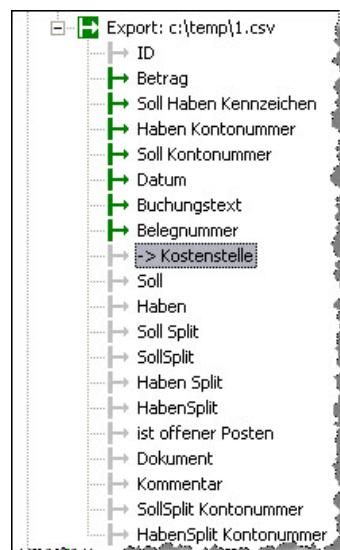 Export: c:\temp\1.csv
ID
Betrag
Soll Haben Kennzeichen
Haben Kontonummer
Soll Kontonummer
Datum
Buchungstext
Belegnummer
-> Kostenstelle
Soll
Haben
Soll Split
SollSplit
Haben Split
HabenSplit
ist offener Posten
Dokument
Kommentar
SollSplit Kontonummer
HabenSplit Kontonummer